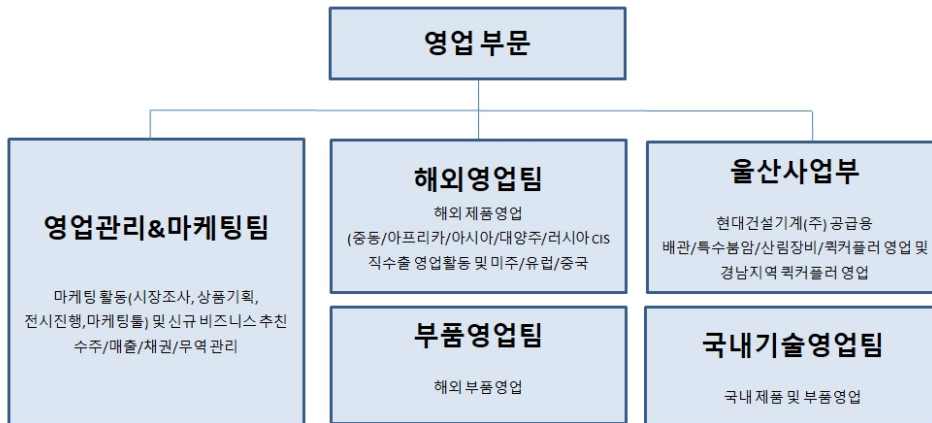 영업 부문
영업관리&마케팅팀
마케팅 활동(시장조사, 상품기획,
전시진행,마케팅툴) 및 신규 비즈니스 추친
수주/매출/채권/무역 관리
해외영업팀
해외 제품영업
(중동/아프리카/아시아/대양주/러시아 CIS
직수출 영업활동 및 미주/유럽/중국
부품영업팀
해외 부품영업
울산사업부
현대건설기계(주) 공급용
배관/특수붐암/산림장비/퀵커플러 영업 및
경남지역 퀵커플러 영업
국내기술영업팀
국내 제품 및 부품영업